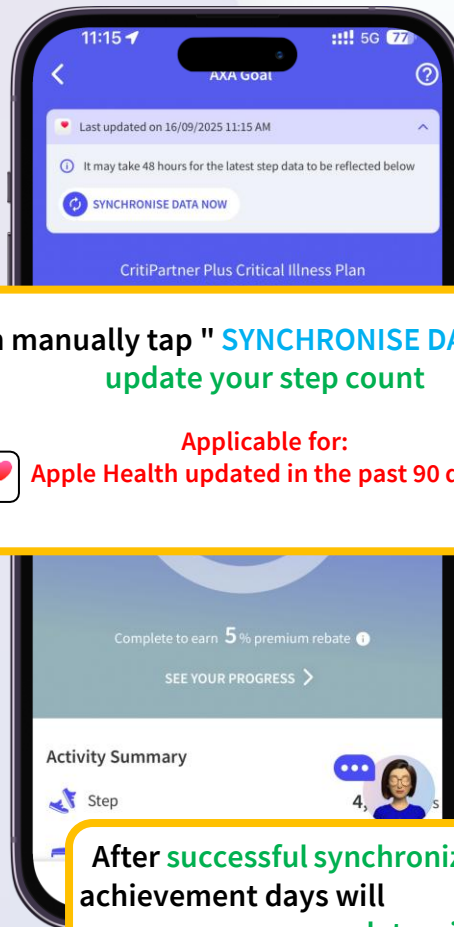 11:15
5G 77
AXA Goal
Last updated on 16/09/2025 11:15 AM
It may take 48 hours for the latest step data to be reflected below
SYNCHRONISE DATA NOW
CritiPartner Plus Critical Illness Plan
manually tap " SYNCHRONISE
update your step count
Applicable for:
Apple Health updated in the past 90
Complete to earn 5 % premium rebate
SEE YOUR PROGRESS
Activity Summary
Step
4,
After successful
achievement days will